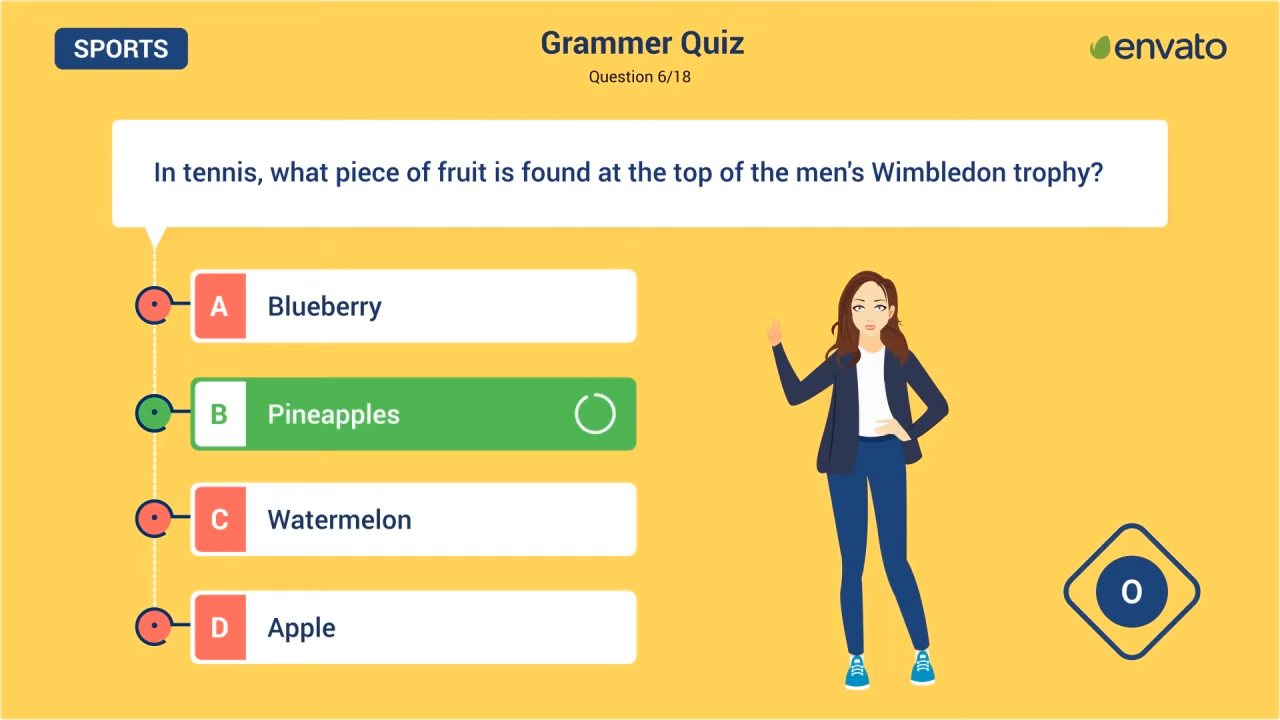 SPORTS
Grammer Quiz
envato
Question 6/18
In tennis, what piece of fruit is found at the top of the men's Wimbledon trophy?
A Blueberry
B Pineapples
C Watermelon
D Apple
0